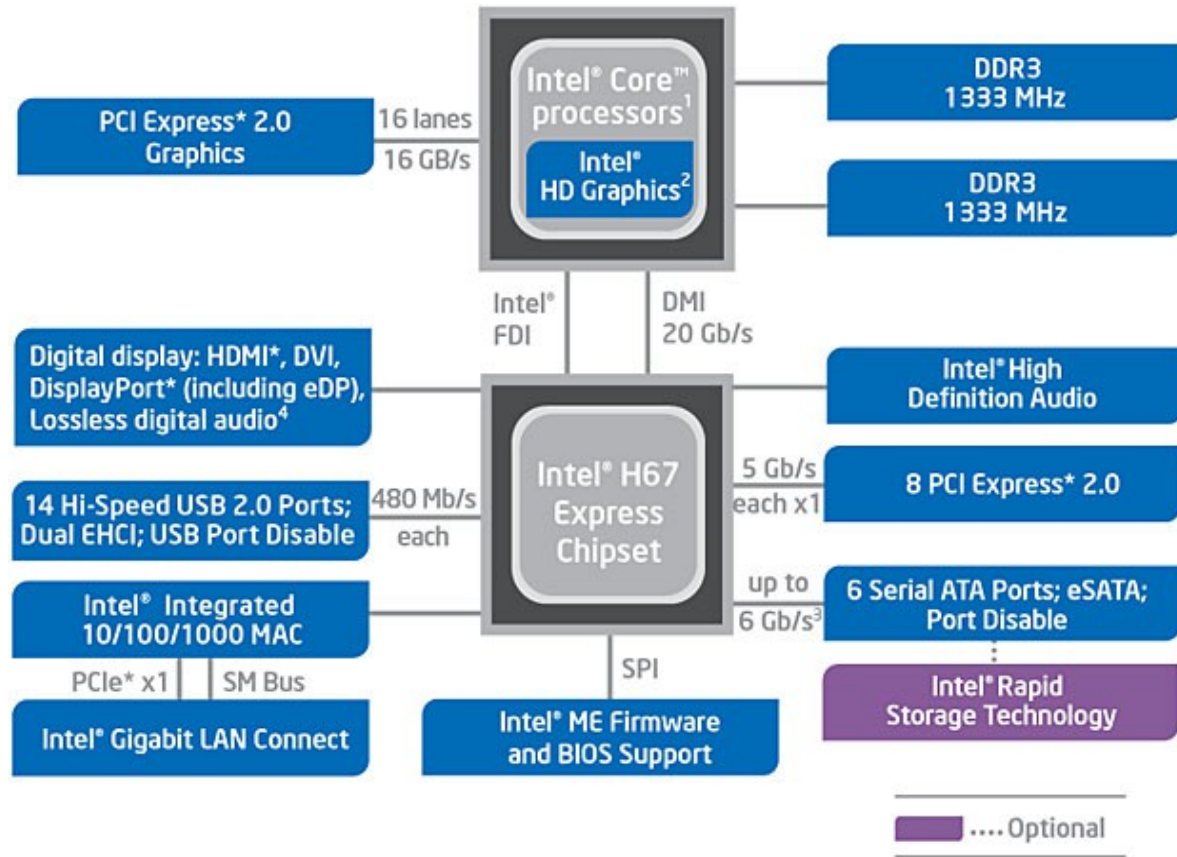 Intel® Core™
processors¹
Intel®
HD Graphics²
PCI Express* 2.0
Graphics
16 lanes
16 GB/s
DDR3
1333 MHz
DDR3
1333 MHz
Intel®
FDI
DMI
20 Gb/s
Digital display: HDMI*, DVI,
DisplayPort* (including eDP),
Lossless digital audio⁴
Intel® High
Definition Audio
Intel® H67
Express
Chipset
14 Hi-Speed USB 2.0 Ports;
Dual EHCI; USB Port Disable
480 Mb/s
each
5 Gb/s
each x1
8 PCI Express* 2.0
Intel® Integrated
10/100/1000 MAC
up to
6 Gb/s³
6 Serial ATA Ports; eSATA;
Port Disable
PCIe* x1
SM Bus
SPI
Intel® Rapid
Storage Technology
Intel® Gigabit LAN Connect
Intel® ME Firmware
and BIOS Support
.... Optional